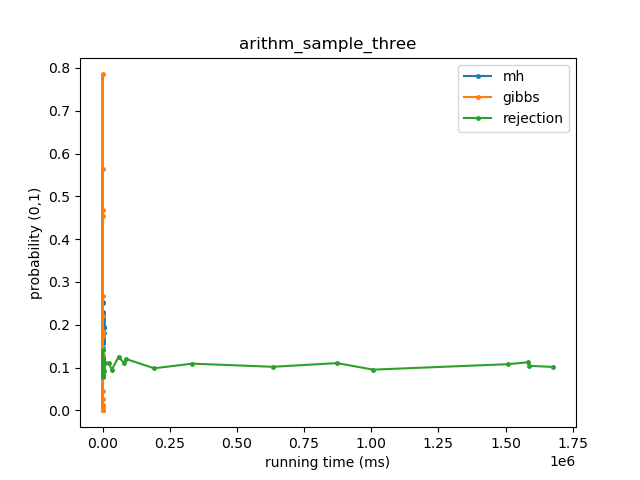 arithm_sample_three
mh
gibbs
rejection
probability (0,1)
0.8
0.7
0.6
0.5
0.4
0.3
0.2
0.1
0.0
0.00 0.25 0.50 0.75 1.00 1.25 1.50 1.75
1e6
running time (ms)